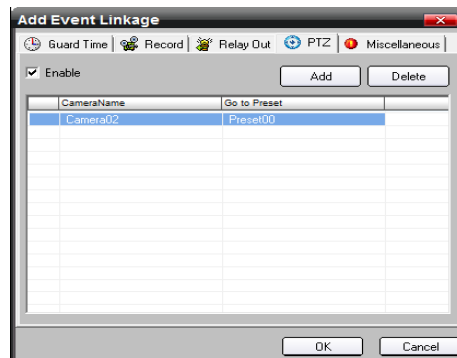 Add Event Linkage
Guard Time Record Relay Out PTZ Miscellaneous
Enable Add Delete
CameraName Go to Preset
Camera02 Preset00
OK Cancel